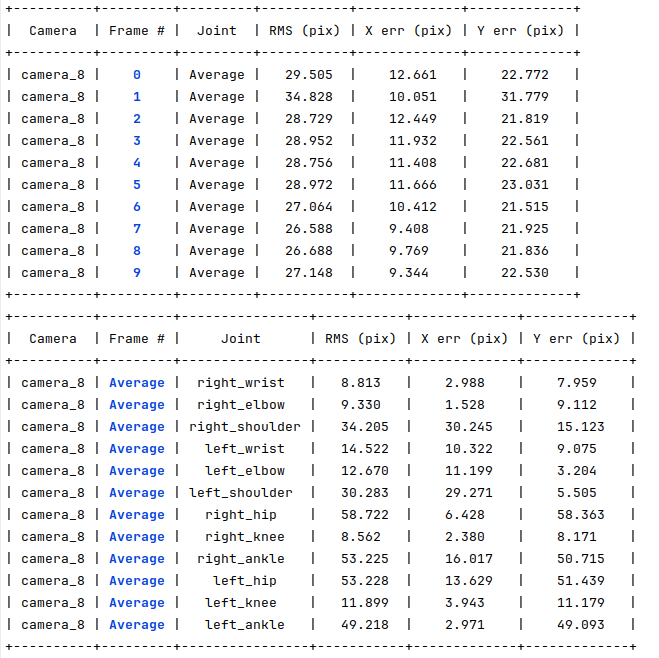 +----------+---------+---------+-----------+-------------+-------------+
|  Camera  | Frame # |  Joint  | RMS (pix) | X err (pix) | Y err (pix) |
+----------+---------+---------+-----------+-------------+-------------+
| camera_8 |    0    | Average |   29.505  |    12.661   |    22.772   |
| camera_8 |    1    | Average |   34.828  |    10.051   |    31.779   |
| camera_8 |    2    | Average |   28.729  |    12.449   |    21.819   |
| camera_8 |    3    | Average |   28.952  |    11.932   |    22.561   |
| camera_8 |    4    | Average |   28.756  |    11.408   |    22.681   |
| camera_8 |    5    | Average |   28.972  |    11.666   |    23.031   |
| camera_8 |    6    | Average |   27.064  |    10.412   |    21.515   |
| camera_8 |    7    | Average |   26.588  |    9.408    |    21.925   |
| camera_8 |    8    | Average |   26.688  |    9.769    |    21.836   |
| camera_8 |    9    | Average |   27.148  |    9.344    |    22.530   |
+----------+---------+---------+-----------+-------------+-------------+
+----------+---------+----------------+-----------+-------------+-------------+
|  Camera  | Frame # |     Joint      | RMS (pix) | X err (pix) | Y err (pix) |
+----------+---------+----------------+-----------+-------------+-------------+
| camera_8 | Average |  right_wrist   |   8.813   |    2.988    |    7.959    |
| camera_8 | Average |  right_elbow   |   9.330   |    1.528    |    9.112    |
| camera_8 | Average | right_shoulder |   34.205  |    30.245   |    15.123   |
| camera_8 | Average |   left_wrist   |   14.522  |    10.322   |    9.075    |
| camera_8 | Average |   left_elbow   |   12.670  |    11.199   |    3.204    |
| camera_8 | Average | left_shoulder  |   30.283  |    29.271   |    5.505    |
| camera_8 | Average |   right_hip    |   58.722  |    6.428    |    58.363   |
| camera_8 | Average |   right_knee   |   8.562   |    2.380    |    8.171    |
| camera_8 | Average |  right_ankle   |   53.225  |    16.017   |    50.715   |
| camera_8 | Average |    left_hip    |   53.228  |    13.629   |    51.439   |
| camera_8 | Average |   left_knee    |   11.899  |    3.943    |    11.179   |
| camera_8 | Average |   left_ankle   |   49.218  |    2.971    |    49.093   |
+----------+---------+----------------+-----------+-------------+-------------+